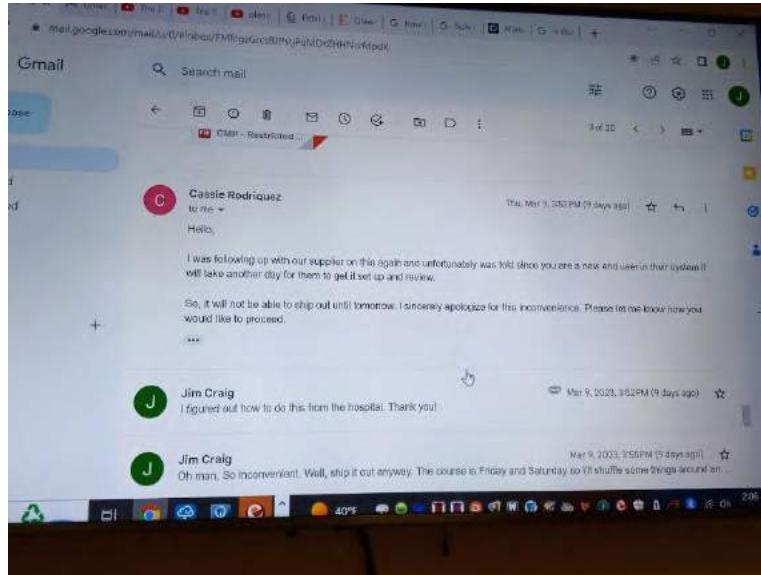 Gmail
Search mail
3 of 20
CMP - Restricted ...
Cassie Rodriquez
to me
Thu, Mar 9, 3:53 PM (9 days ago)
Hello,
I was following up with our supplier on this again and unfortunately was told since you are a new end user in their system it
will take another day for them to get it set up and review.
So, it will not be able to ship out until tomorrow. I sincerely apologize for this inconvenience. Please let me know how you
would like to proceed.
Jim Craig
Mar 9, 2023, 3:52PM (9 days ago)
I figured out how to do this from the hospital. Thank you!
Jim Craig
Mar 9, 2023, 3:56PM (9 days ago)
Oh man. So inconvenient. Well, ship it out anyway. The course is Friday and Saturday so I'll shuffle some things around an...
40°F
2:06